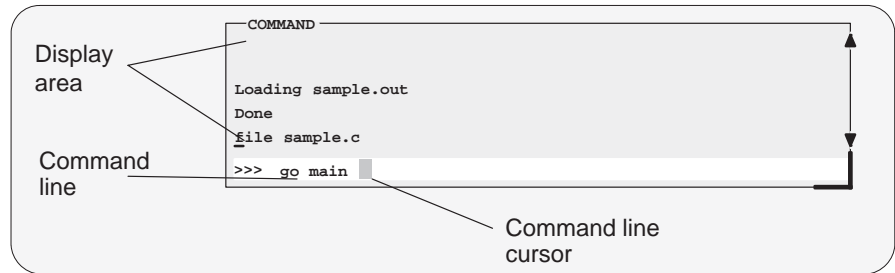 COMMAND
Display
area
Loading sample.out
Done
file sample.c
Command
line
>>> go main
Command line
cursor